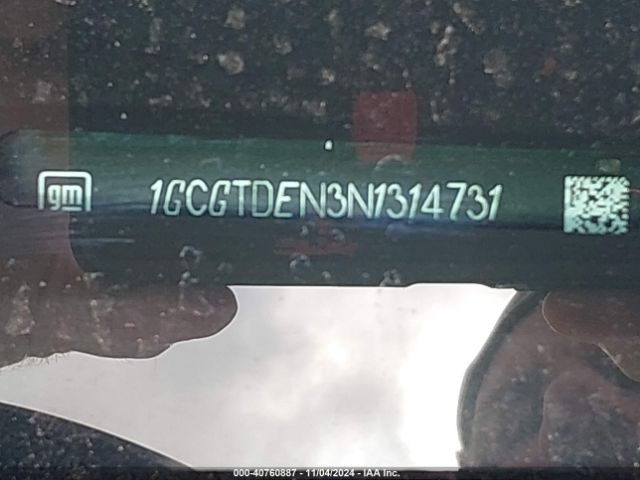 gm 1GCGTDEN3N1314731
000-40760887 - 11/04/2024 - IAA Inc.